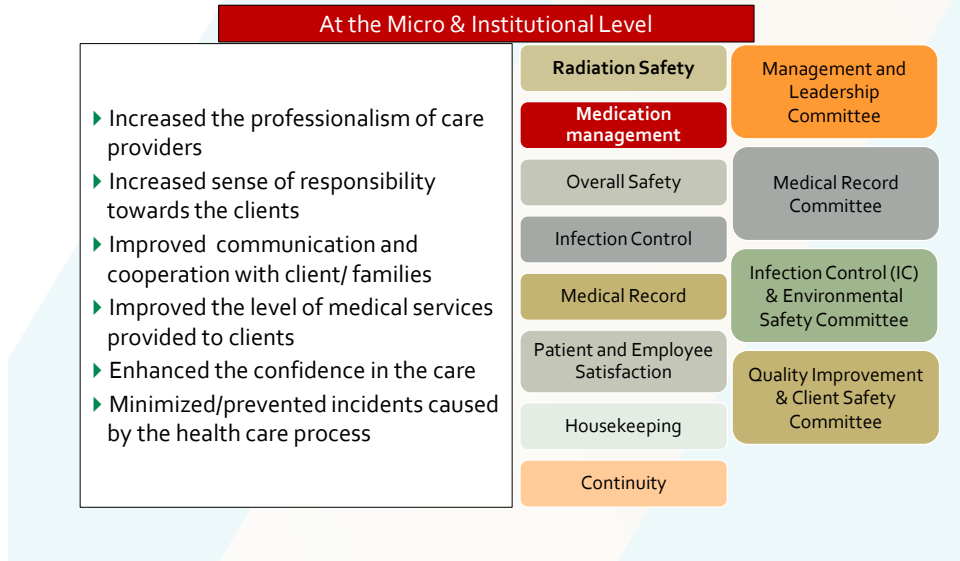 At the Micro & Institutional Level
Increased the professionalism of care
providers
Increased sense of responsibility
towards the clients
Improved communication and
cooperation with client/ families
Improved the level of medical services
provided to clients
Enhanced the confidence in the care
Minimized/prevented incidents caused
by the health care process
Radiation Safety
Medication
management
Overall Safety
Infection Control
Medical Record
Patient and Employee
Satisfaction
Housekeeping
Continuity
Management and
Leadership
Committee
Medical Record
Committee
Infection Control (IC)
& Environmental
Safety Committee
Quality Improvement
& Client Safety
Committee